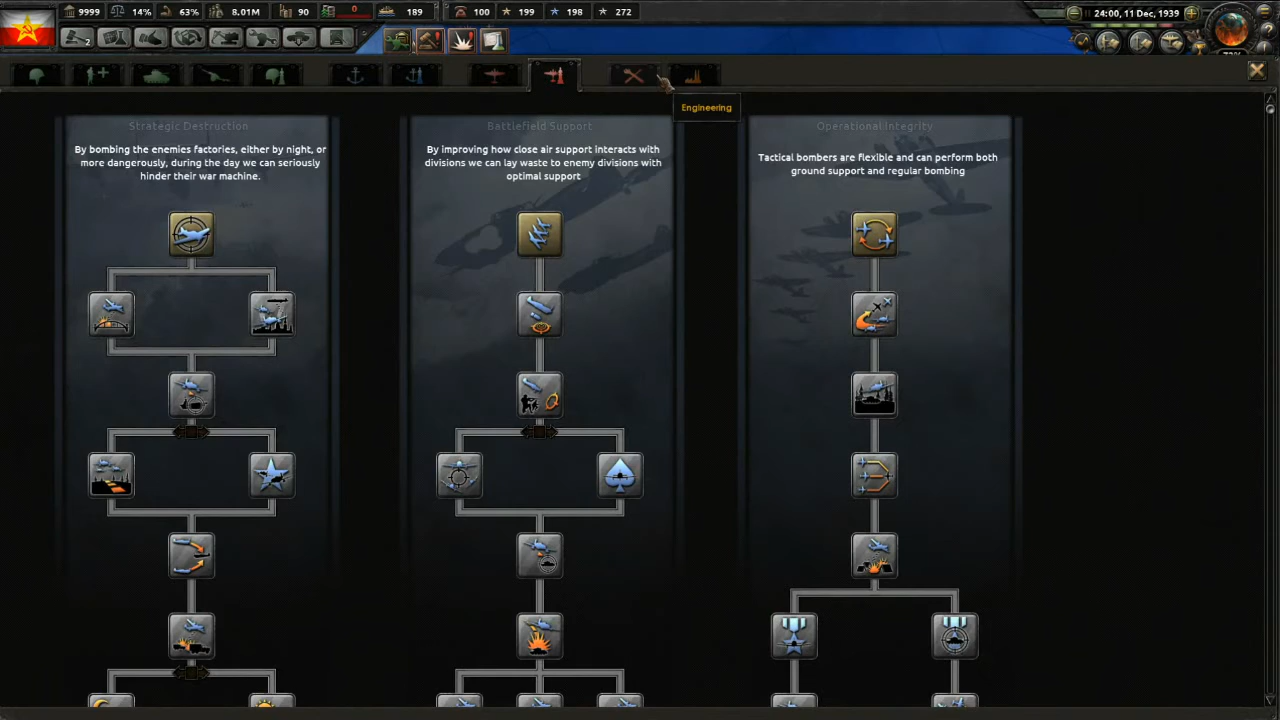 9999 14% 63% 8.01M 90 0 189 100 199 198 272 24:00, 11 Dec, 1939
2
Engineering
Strategic Destruction
By bombing the enemies factories, either by night, or
more dangerously, during the day we can seriously
hinder their war machine.
Battlefield Support
By improving how close air support interacts with
divisions we can lay waste to enemy divisions with
optimal support
Operational Integrity
Tactical bombers are flexible and can perform both
ground support and regular bombing